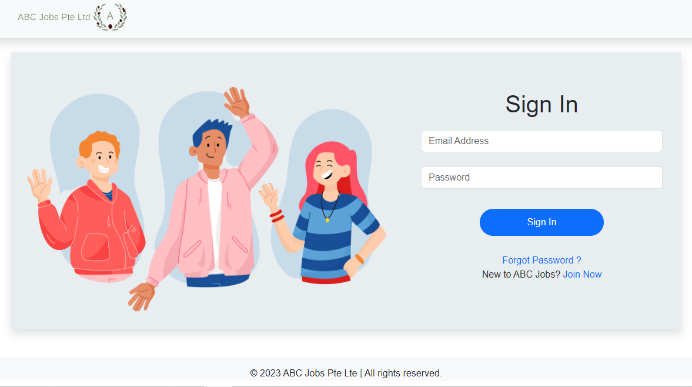 ABC Jobs Pte Ltd A
Sign In
Email Address
Password
Sign In
Forgot Password ?
New to ABC Jobs? Join Now
© 2023 ABC Jobs Pte Lte | All rights reserved.